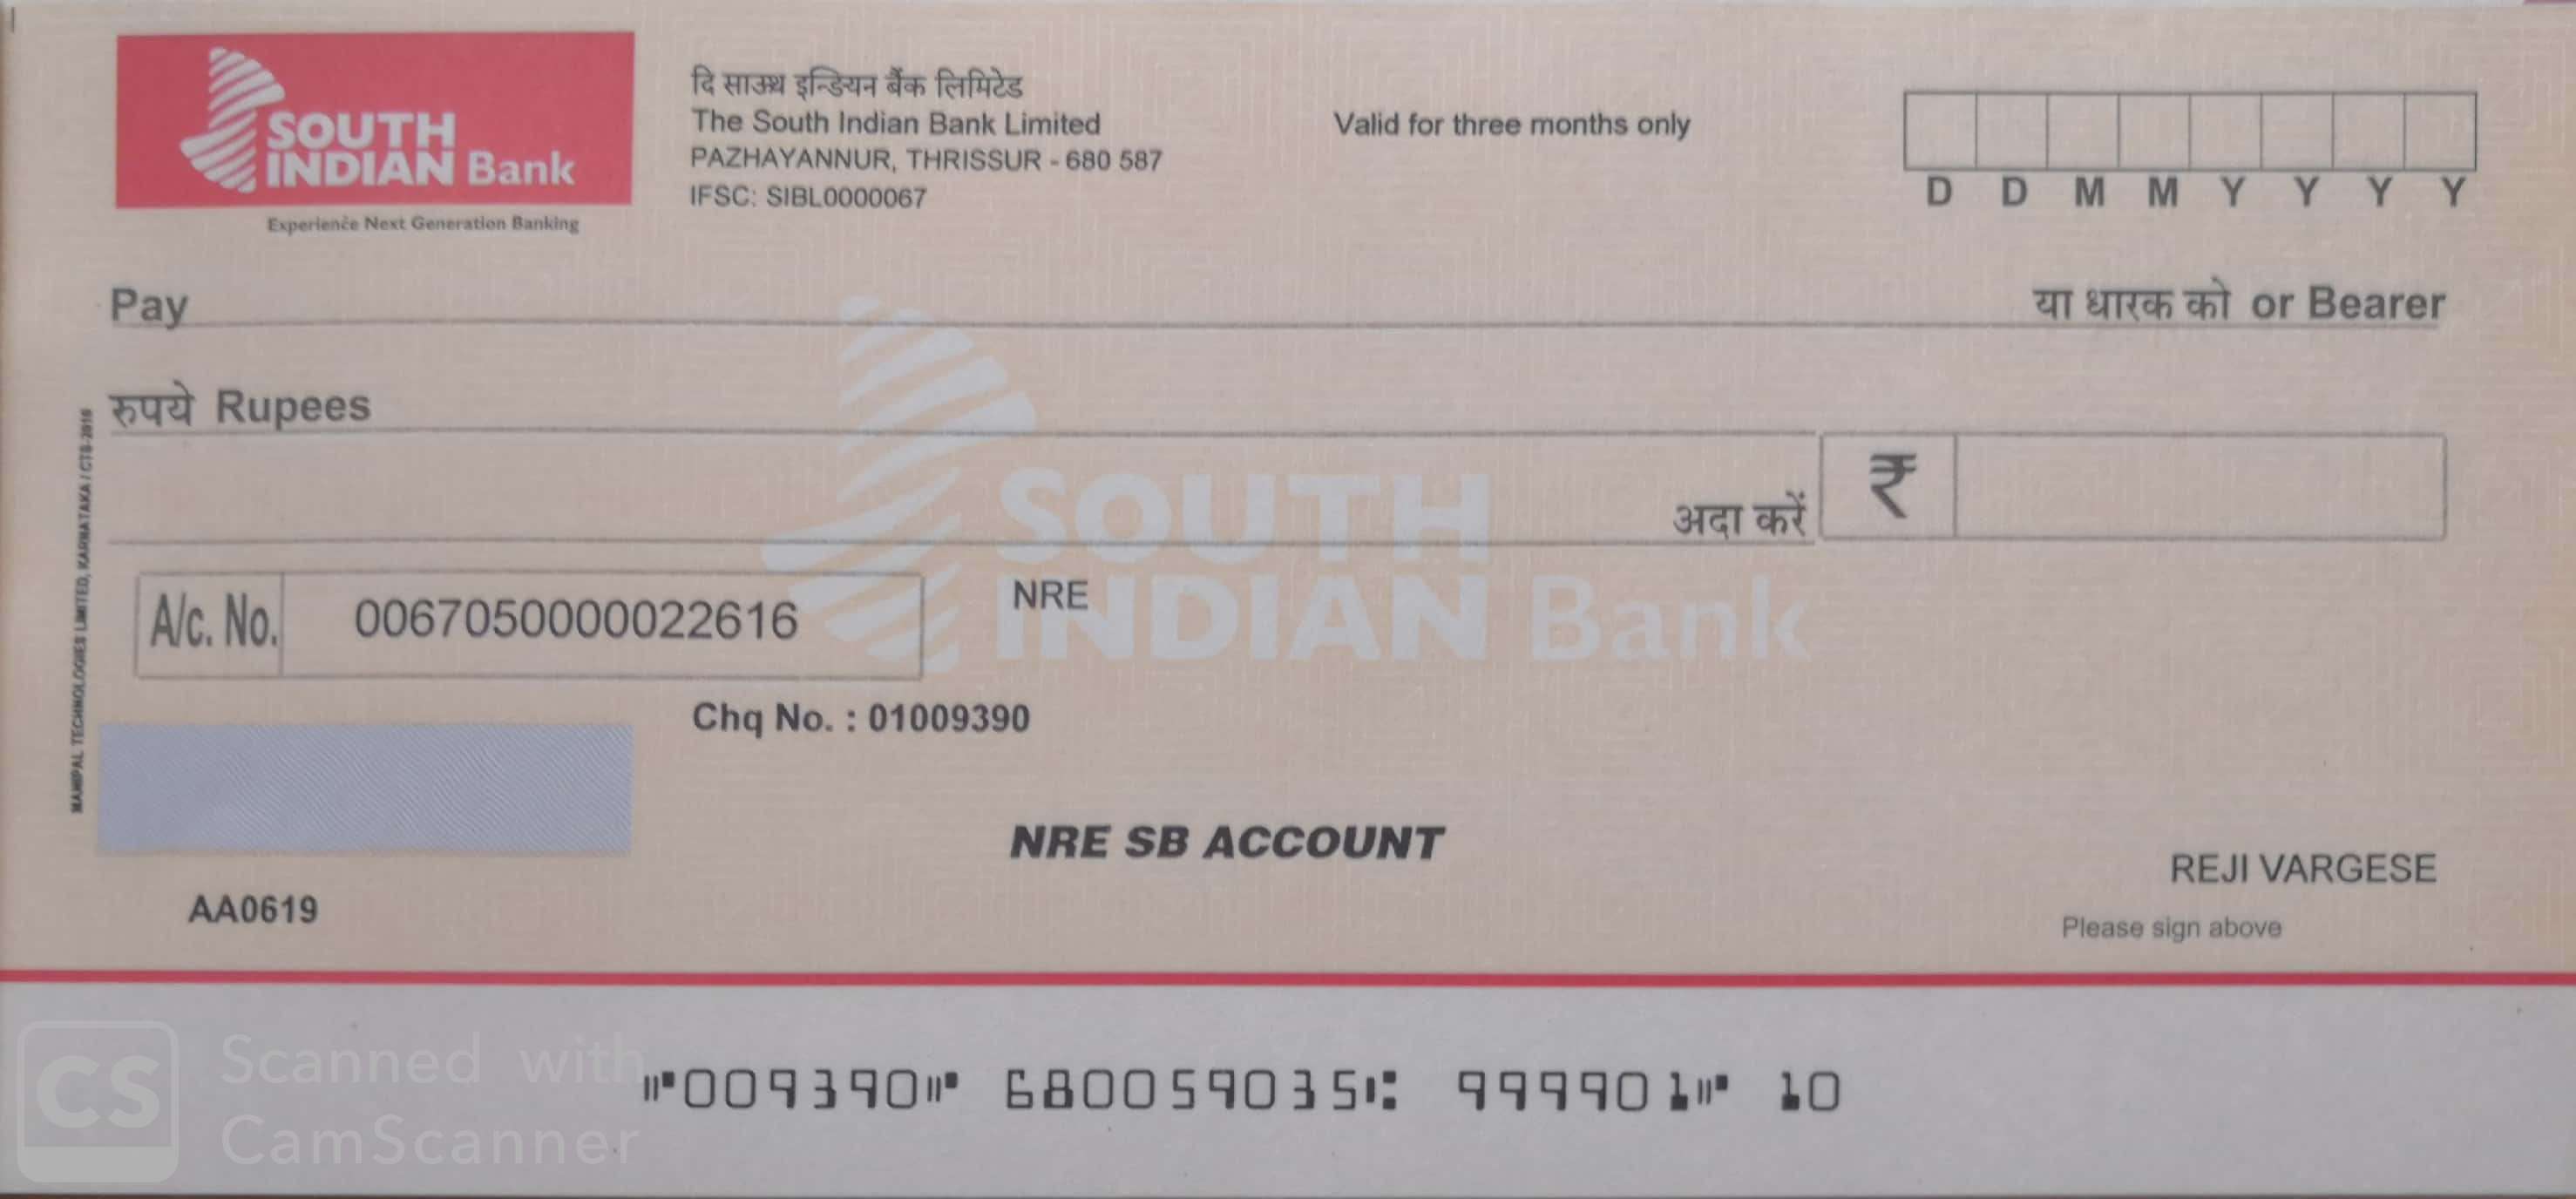 SOUTH
INDIAN Bank
Experience Next Generation Banking
दि साउथ इन्डियन बैंक लिमिटेड
The South Indian Bank Limited
PAZHAYANNUR, THRISSUR - 680 587
IFSC: SIBL0000067
Valid for three months only
D D M M Y Y Y Y
Pay
या धारक को or Bearer
रुपये Rupees
अदा करें ₹
SOUTH
INDIAN Bank
A/c. No. 0067050000022616
NRE
Chq No. : 01009390
MANIPAL TECHNOLOGIES LIMITED, KARNATAKA / CTS-2010
NRE SB ACCOUNT
AA0619
REJI VARGESE
Please sign above
⑈009390⑈ 680059035⑆ 999901⑈ 10
CS
Scanned with
CamScanner